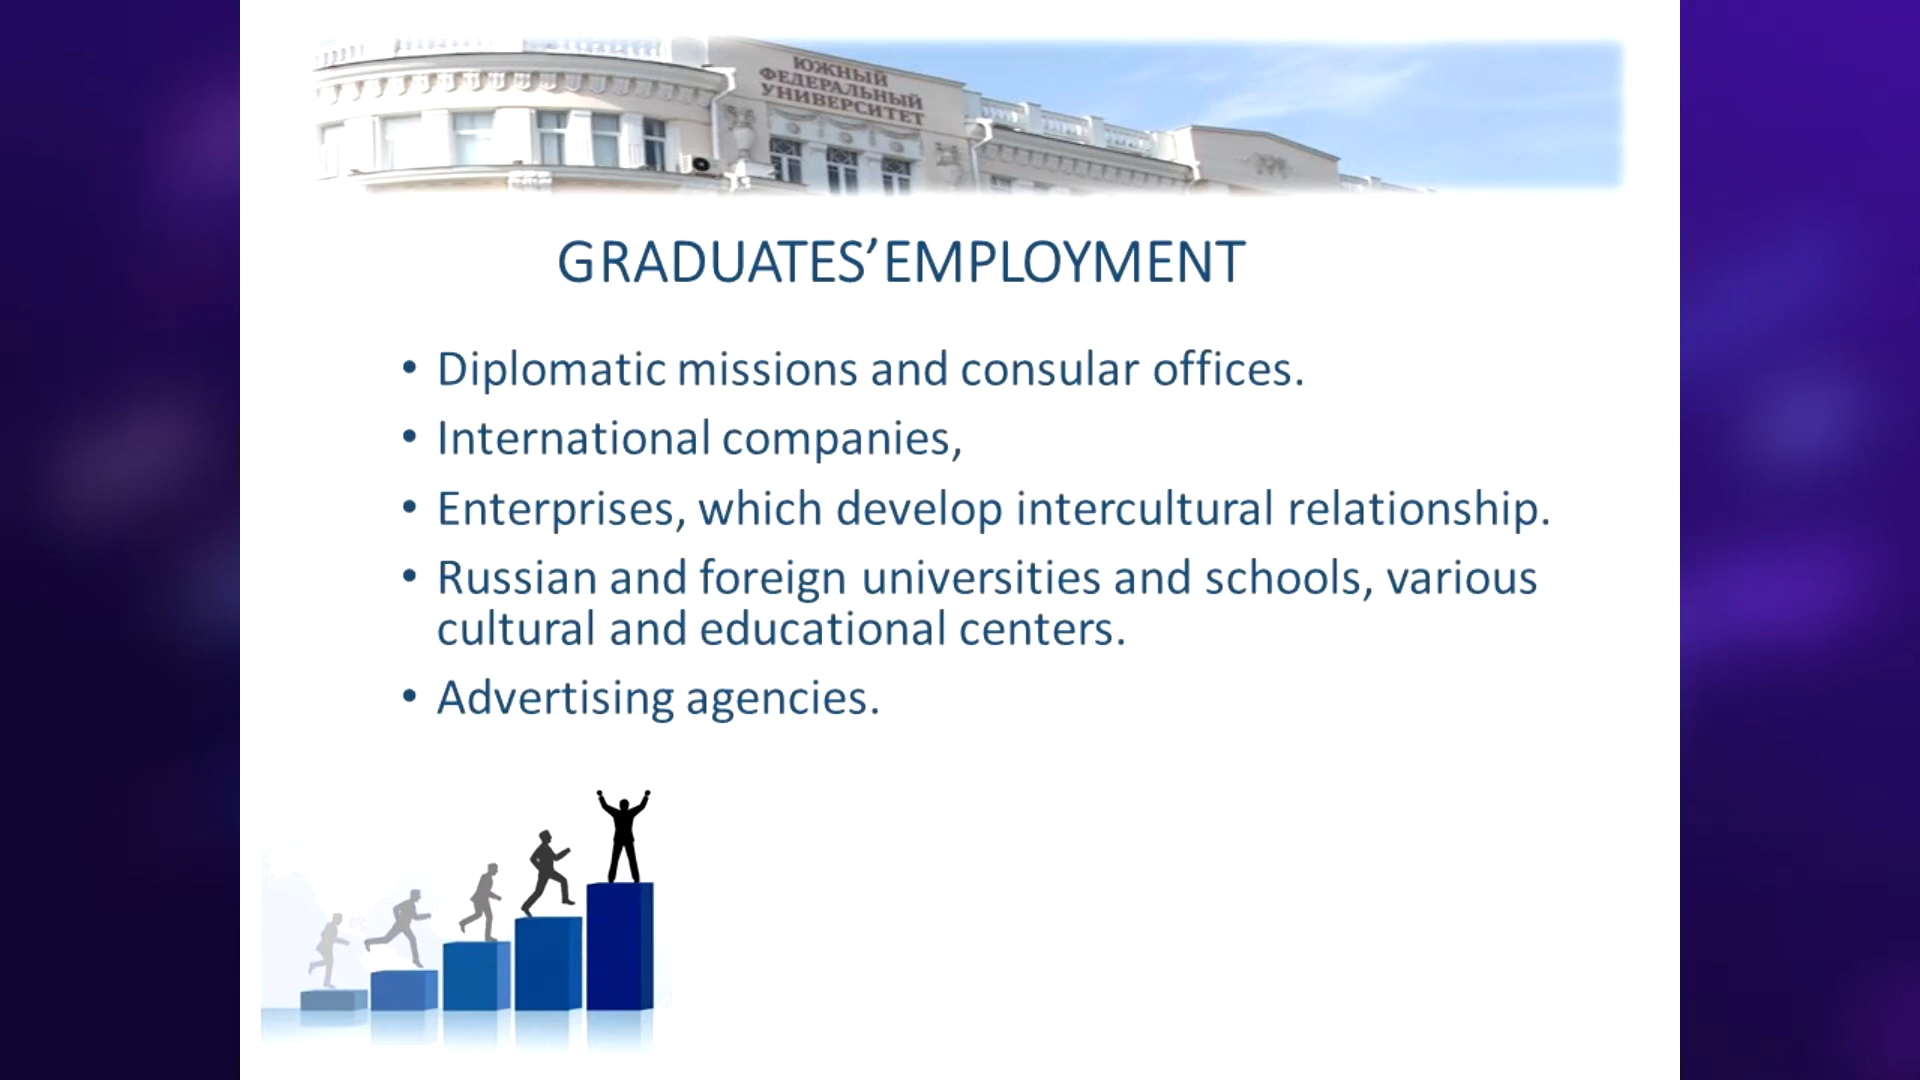 ЮЖНЫЙ
ФЕДЕРАЛЬНЫЙ
УНИВЕРСИТЕТ
GRADUATES’EMPLOYMENT
• Diplomatic missions and consular offices.
• International companies,
• Enterprises, which develop intercultural relationship.
• Russian and foreign universities and schools, various
cultural and educational centers.
• Advertising agencies.